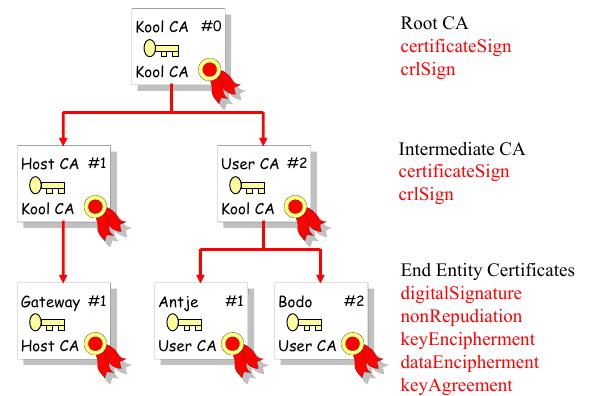 Kool CA #0
Kool CA
Root CA
certificateSign
crlSign
Host CA #1
Kool CA
User CA #2
Kool CA
Intermediate CA
certificateSign
crlSign
Gateway #1
Host CA
Antje #1
User CA
Bodo #2
User CA
End Entity Certificates
digitalSignature
nonRepudiation
keyEncipherment
dataEncipherment
keyAgreement